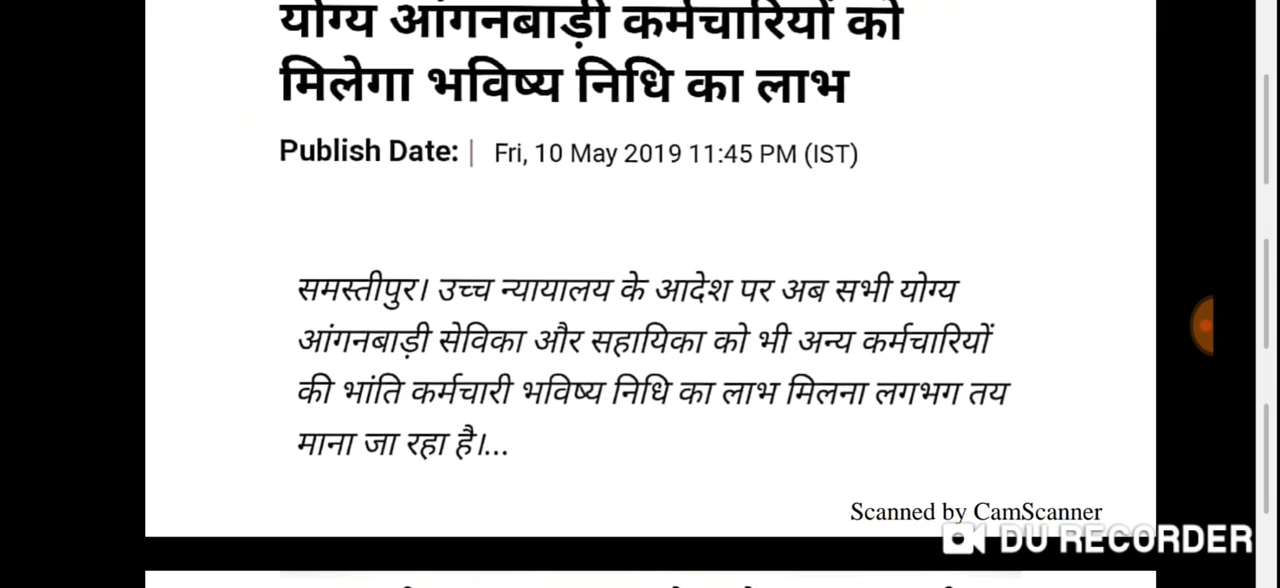 योग्य आंगनबाड़ी कर्मचारियों को
मिलेगा भविष्य निधि का लाभ
Publish Date: | Fri, 10 May 2019 11:45 PM (IST)
समस्तीपुर। उच्च न्यायालय के आदेश पर अब सभी योग्य
आंगनबाड़ी सेविका और सहायिका को भी अन्य कर्मचारियों
की भांति कर्मचारी भविष्य निधि का लाभ मिलना लगभग तय
माना जा रहा है।...
Scanned by CamScanner
DU RECORDER